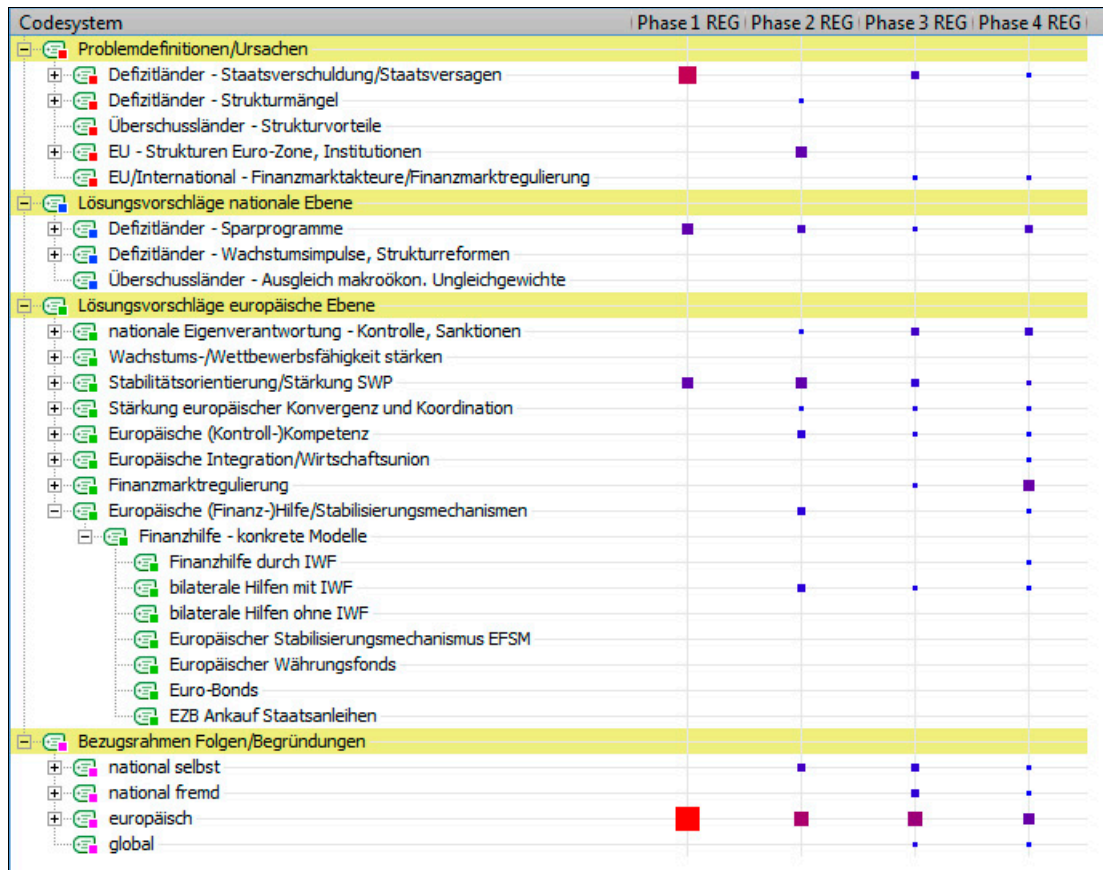 Codesystem Phase 1 REG Phase 2 REG Phase 3 REG Phase 4 REG
Problemdefinitionen/Ursachen
Defizitländer - Staatsverschuldung/Staatsversagen
Defizitländer - Strukturmängel
Überschussländer - Strukturvorteile
EU - Strukturen Euro-Zone, Institutionen
EU/International - Finanzmarktakteure/Finanzmarktregulierung
Lösungsvorschläge nationale Ebene
Defizitländer - Sparprogramme
Defizitländer - Wachstumsimpulse, Strukturreformen
Überschussländer - Ausgleich makroökon. Ungleichgewichte
Lösungsvorschläge europäische Ebene
nationale Eigenverantwortung - Kontrolle, Sanktionen
Wachstums-/Wettbewerbsfähigkeit stärken
Stabilitätsorientierung/Stärkung SWP
Stärkung europäischer Konvergenz und Koordination
Europäische (Kontroll-)Kompetenz
Europäische Integration/Wirtschaftsunion
Finanzmarktregulierung
Europäische (Finanz-)Hilfe/Stabilisierungsmechanismen
Finanzhilfe - konkrete Modelle
Finanzhilfe durch IWF
bilaterale Hilfen mit IWF
bilaterale Hilfen ohne IWF
Europäischer Stabilisierungsmechanismus EFSM
Europäischer Währungsfonds
Euro-Bonds
EZB Ankauf Staatsanleihen
Bezugsrahmen Folgen/Begründungen
national selbst
national fremd
europäisch
global